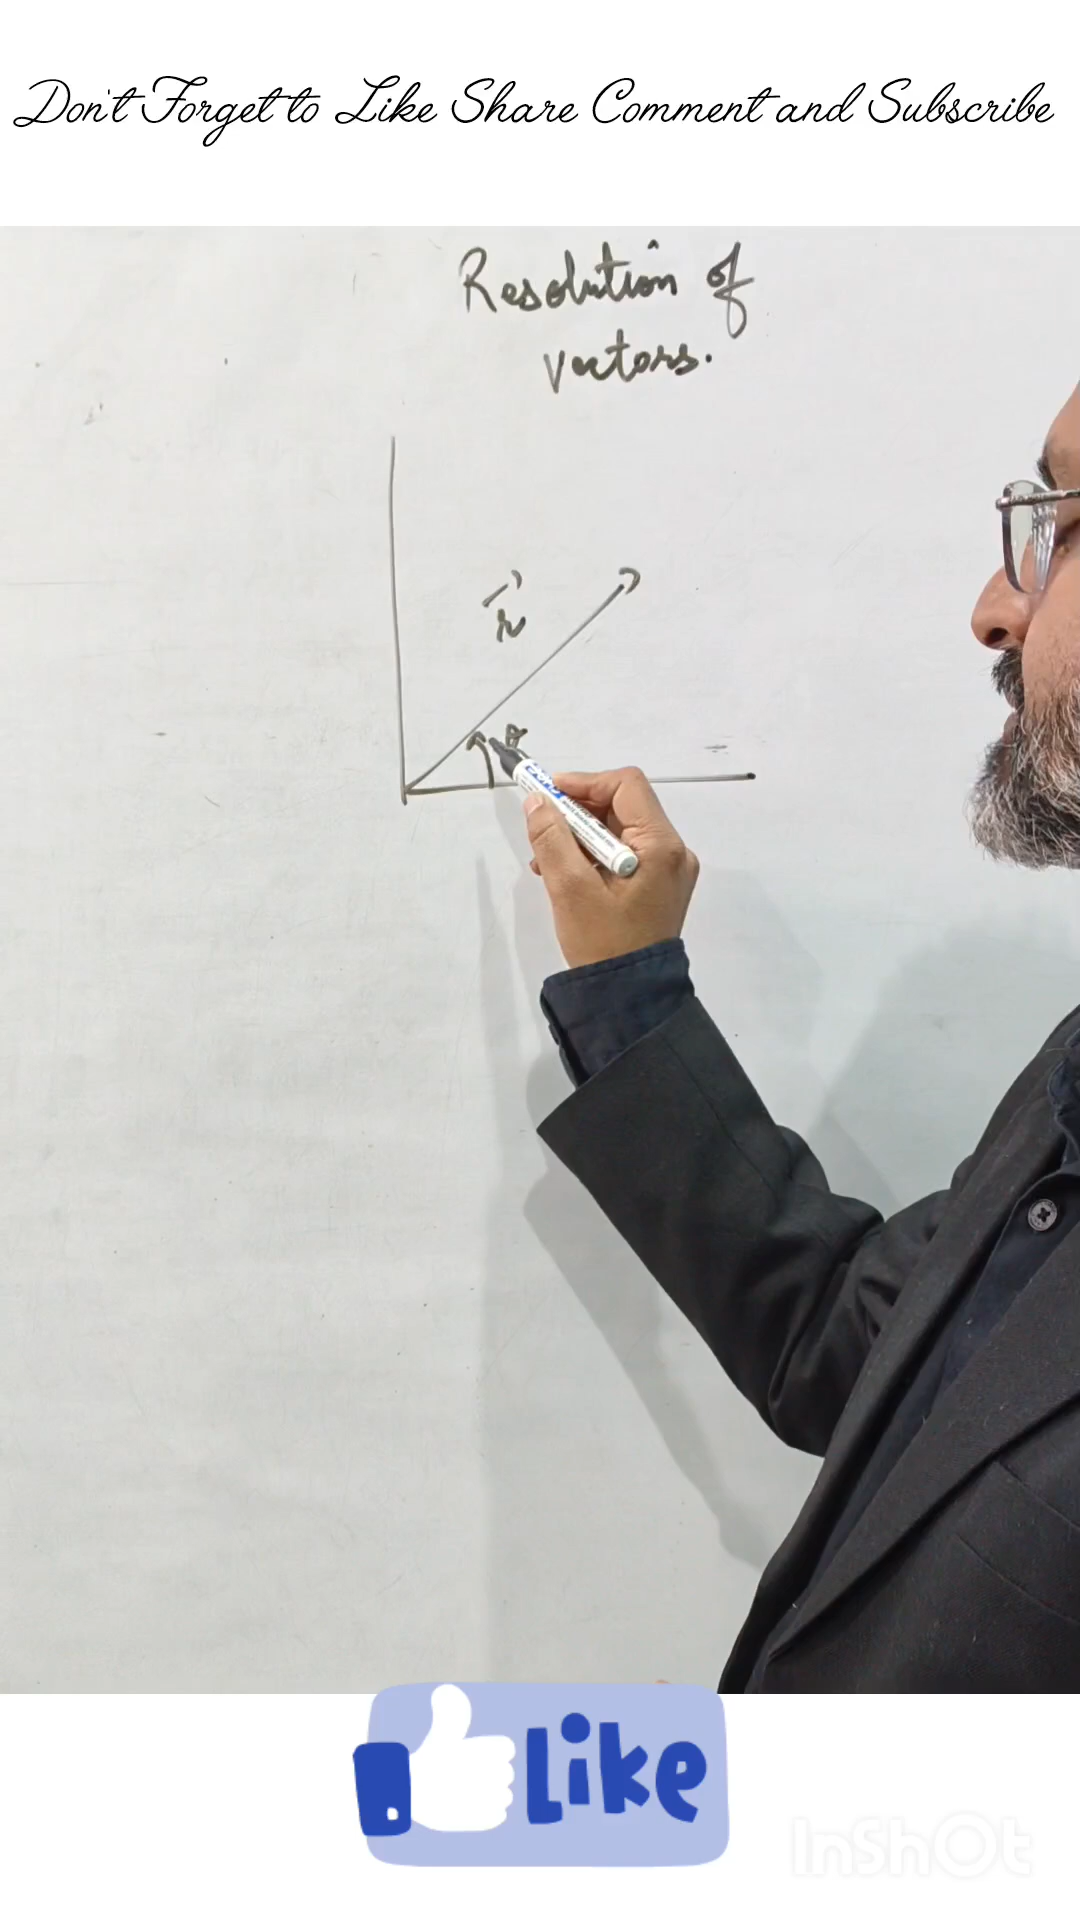 Don't Forget to Like Share Comment and Subscribe
Resolution of
vectors.
r
θ
Like
InShOt